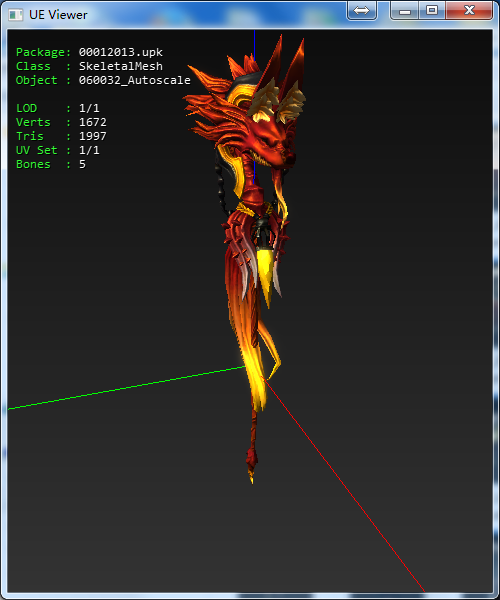 UE Viewer
Package: 00012013.upk
Class : SkeletalMesh
Object : 060032_Autoscale
LOD : 1/1
Verts : 1672
Tris : 1997
UV Set : 1/1
Bones : 5